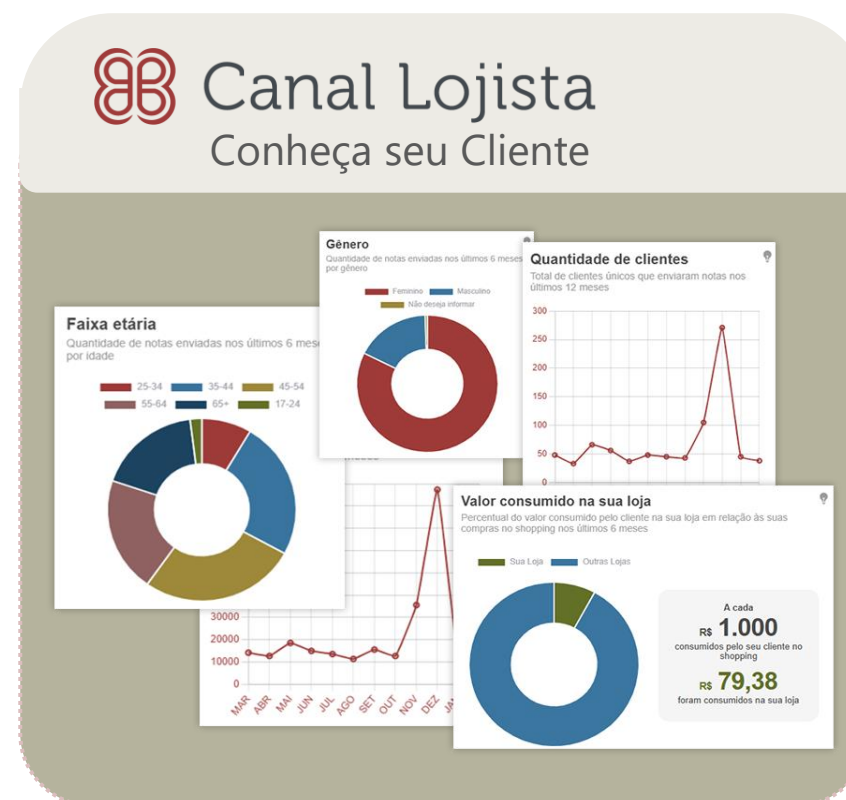 Canal Lojista
Conheça seu Cliente
Gênero
Quantidade de notas enviadas nos últimos 6 meses
por gênero
Feminino
Masculino
Não deseja informar
Quantidade de clientes
Total de clientes únicos que enviaram notas nos
últimos 12 meses
300
250
200
150
100
50
0
Faixa etária
Quantidade de notas enviadas nos últimos 6
por idade
25-34
35-44
45-54
55-64
65+
17-24
30000
20000
10000
0
MAR
ABR
MAI
JUN
JUL
AGO
SET
OUT
NOV
DEZ
Valor consumido na sua loja
Percentual do valor consumido pelo cliente na sua loja em relação às suas
compras no shopping nos últimos 6 meses
Sua Loja
Outras Lojas
A cada
R$ 1.000
consumidos pelo seu cliente no
shopping
R$ 79,38
foram consumidos na sua loja